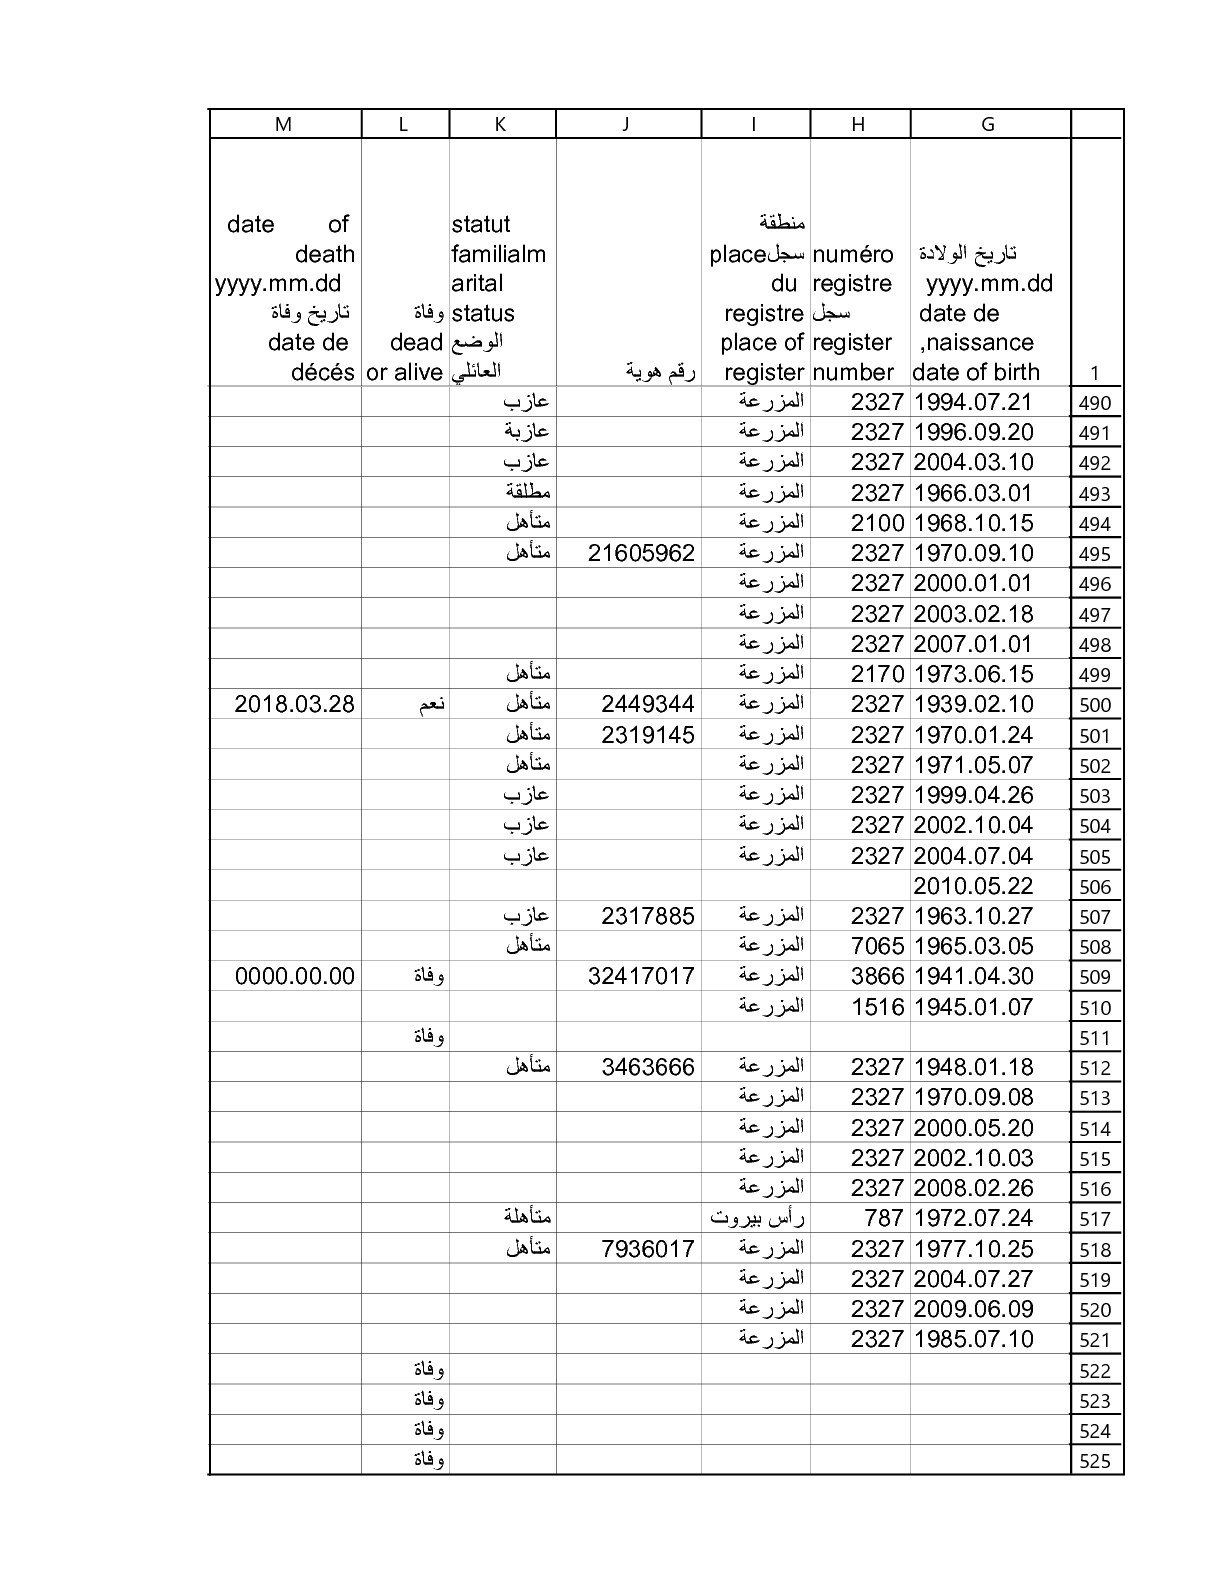 M L K J I H G
date of death yyyy.mm.dd تاريخ وفاة date de décés | وفاة dead or alive | statut familialm arital status الوضع العائلي | رقم هوية | منطقة سجلplace du registre place of register | numéro registre سجل register number | تاريخ الولادة yyyy.mm.dd date de ,naissance date of birth | 1
عازب المزرعة 2327 1994.07.21 490
عازبة المزرعة 2327 1996.09.20 491
عازب المزرعة 2327 2004.03.10 492
مطلقة المزرعة 2327 1966.03.01 493
متأهل المزرعة 2100 1968.10.15 494
متأهل 21605962 المزرعة 2327 1970.09.10 495
المزرعة 2327 2000.01.01 496
المزرعة 2327 2003.02.18 497
المزرعة 2327 2007.01.01 498
متأهل المزرعة 2170 1973.06.15 499
2018.03.28 نعم متأهل 2449344 المزرعة 2327 1939.02.10 500
متأهل 2319145 المزرعة 2327 1970.01.24 501
متأهل المزرعة 2327 1971.05.07 502
عازب المزرعة 2327 1999.04.26 503
عازب المزرعة 2327 2002.10.04 504
عازب المزرعة 2327 2004.07.04 505
2010.05.22 506
عازب 2317885 المزرعة 2327 1963.10.27 507
متأهل المزرعة 7065 1965.03.05 508
0000.00.00 وفاة 32417017 المزرعة 3866 1941.04.30 509
المزرعة 1516 1945.01.07 510
وفاة 511
متأهل 3463666 المزرعة 2327 1948.01.18 512
المزرعة 2327 1970.09.08 513
المزرعة 2327 2000.05.20 514
المزرعة 2327 2002.10.03 515
المزرعة 2327 2008.02.26 516
متأهلة رأس بيروت 787 1972.07.24 517
متأهل 7936017 المزرعة 2327 1977.10.25 518
المزرعة 2327 2004.07.27 519
المزرعة 2327 2009.06.09 520
المزرعة 2327 1985.07.10 521
وفاة 522
وفاة 523
وفاة 524
وفاة 525